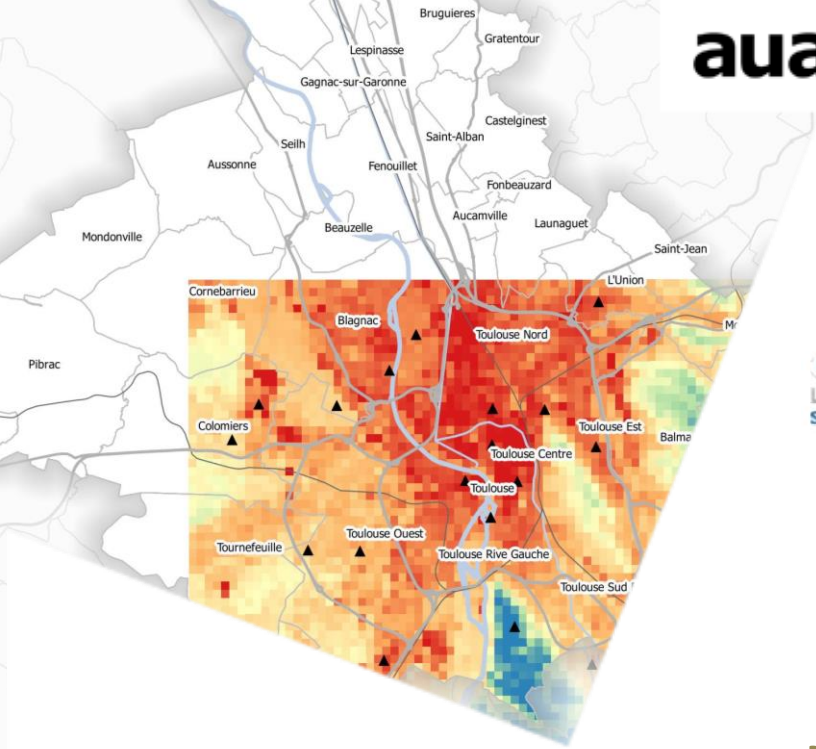 Bruguieres
Gratentour
aua
Lespinasse
Gagnac-sur-Garonne
Castelginest
Saint-Alban
Seilh
Aussonne
Fenouillet
Fonbeauzard
Aucamville
Launaguet
Beauzelle
Mondonville
Saint-Jean
L'Union
Cornebarrieu
Blagnac
Toulouse Nord
Pibrac
Colomiers
Toulouse Est
Balma
Toulouse Centre
Toulouse
Toulouse Ouest
Tournefeuille
Toulouse Rive Gauche
Toulouse Sud